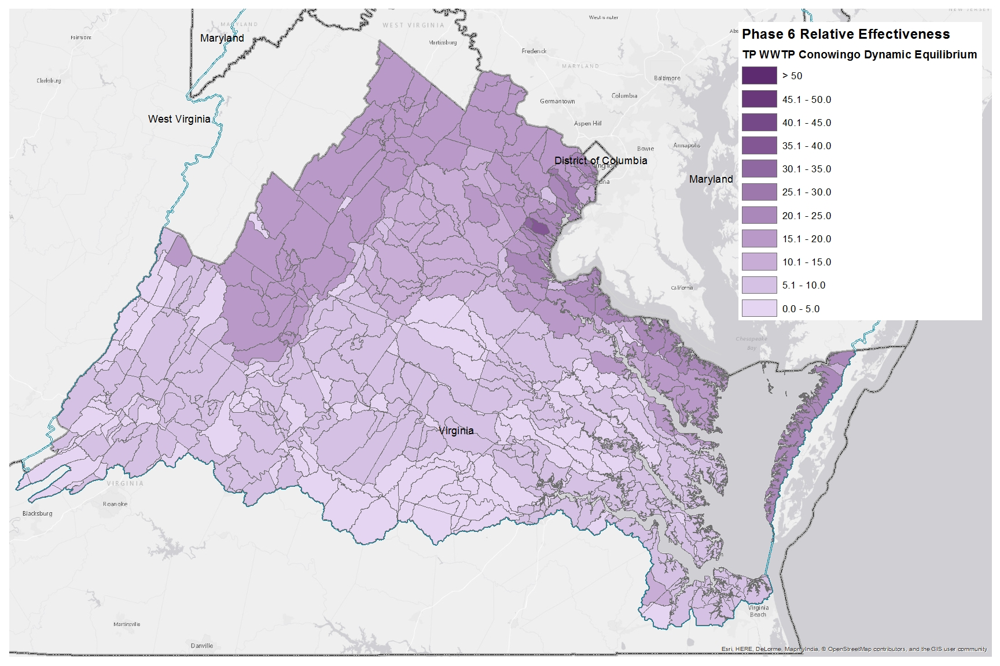 NEW JERSEY
Westminster
MARYLAND
WEST VIRGINIA
Fairmont
Maryland
Martinsburg
Phase 6 Relative Effectiveness
Frederick
TP WWTP Conowingo Dynamic Equilibrium
MARYLAND
> 50
Clarksburg
Baltimore
Columbia
45.1 - 50.0
Germantown
West Virginia
Aspen Hill
40.1 - 45.0
Annapolis
35.1 - 40.0
Bowie
District of Columbia
30.1 - 35.0
Maryland
25.1 - 30.0
20.1 - 25.0
15.1 - 20.0
10.1 - 15.0
California
5.1 - 10.0
0.0 - 5.0
Chesapeake
Bay
Virginia
VIRGINIA
Roanoke
Blacksburg
Virginia
Beach
Martinsville
Danville
Esri, HERE, DeLorme, MapmyIndia, © OpenStreetMap contributors, and the GIS user community